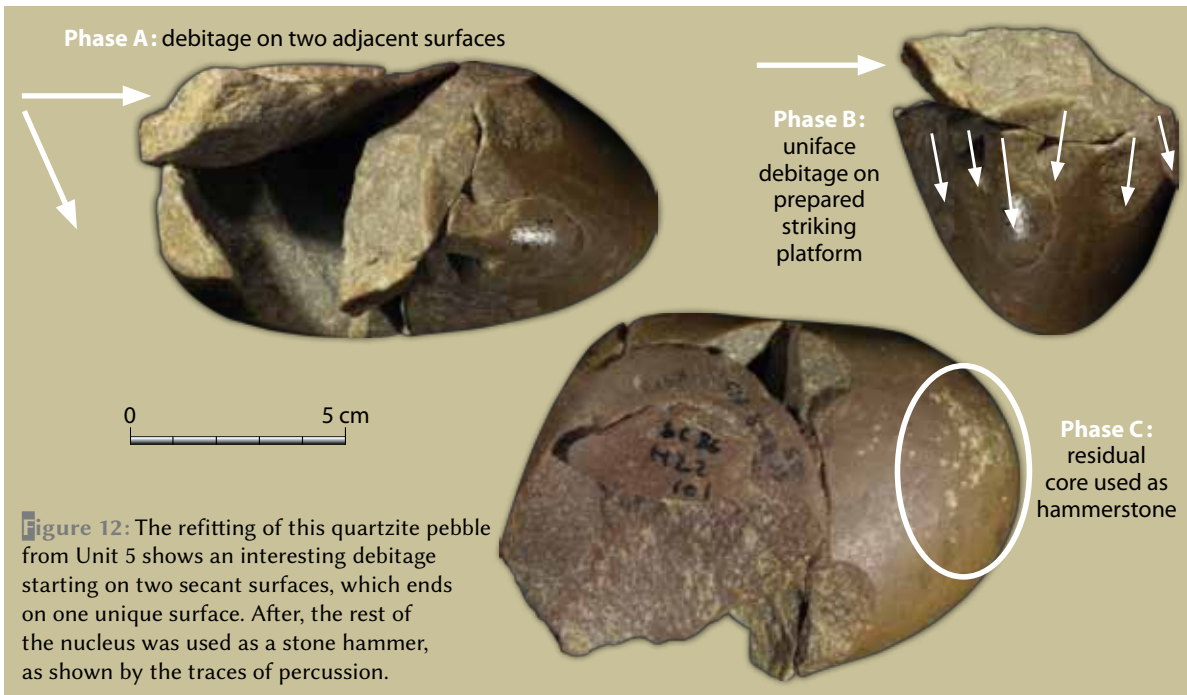 Phase A: debitage on two adjacent surfaces
Phase B:
uniface
debitage on
prepared
striking
platform
0 5 cm
Phase C:
residual
core used as
hammerstone
SC86
H22
101
Figure 12: The refitting of this quartzite pebble
from Unit 5 shows an interesting debitage
starting on two secant surfaces, which ends
on one unique surface. After, the rest of
the nucleus was used as a stone hammer,
as shown by the traces of percussion.